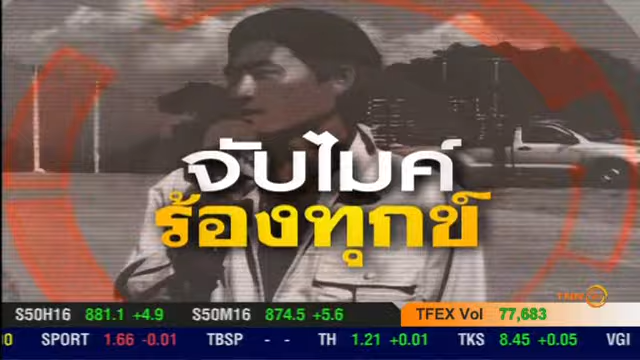 จับไมค์
ร้องทุกข์
S50H16 881.1 +4.9 S50M16 874.5 +5.6 TFEX Vol 77,683
SPORT 1.66 -0.01 TBSP - - TH 1.21 +0.01 TKS 8.45 +0.05 VGI